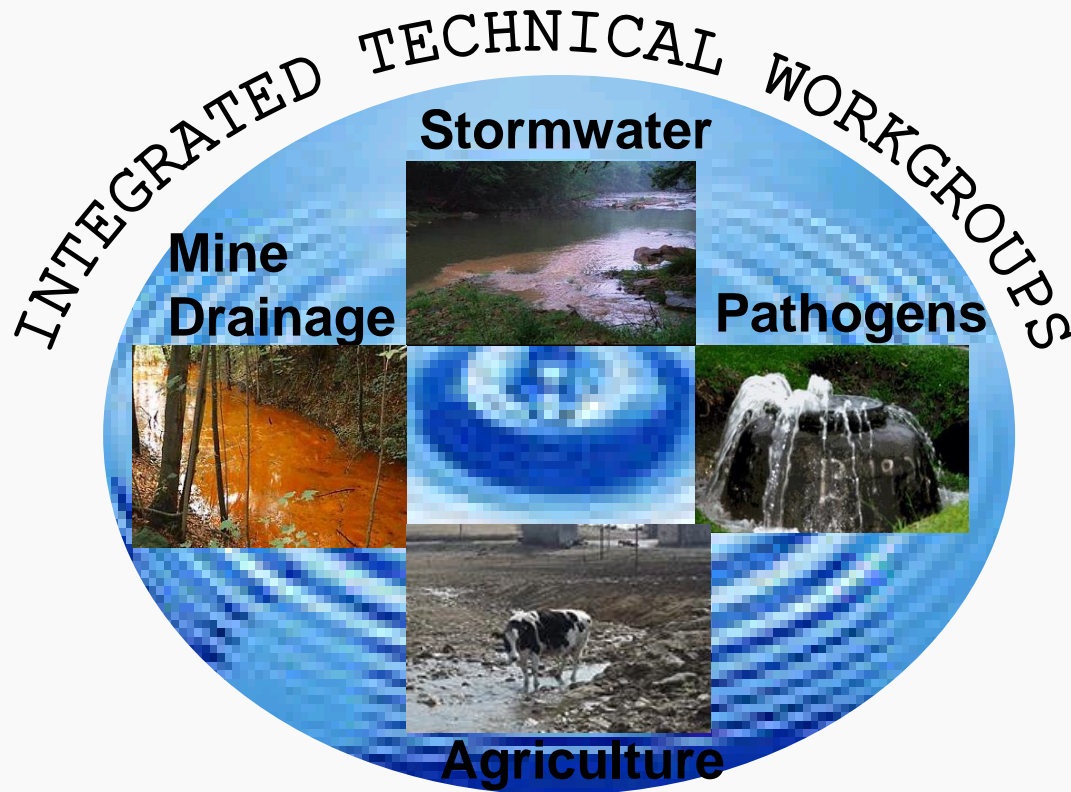 INTEGRATED TECHNICAL WORKGROUPS
Stormwater
Mine
Drainage
Pathogens
Agriculture